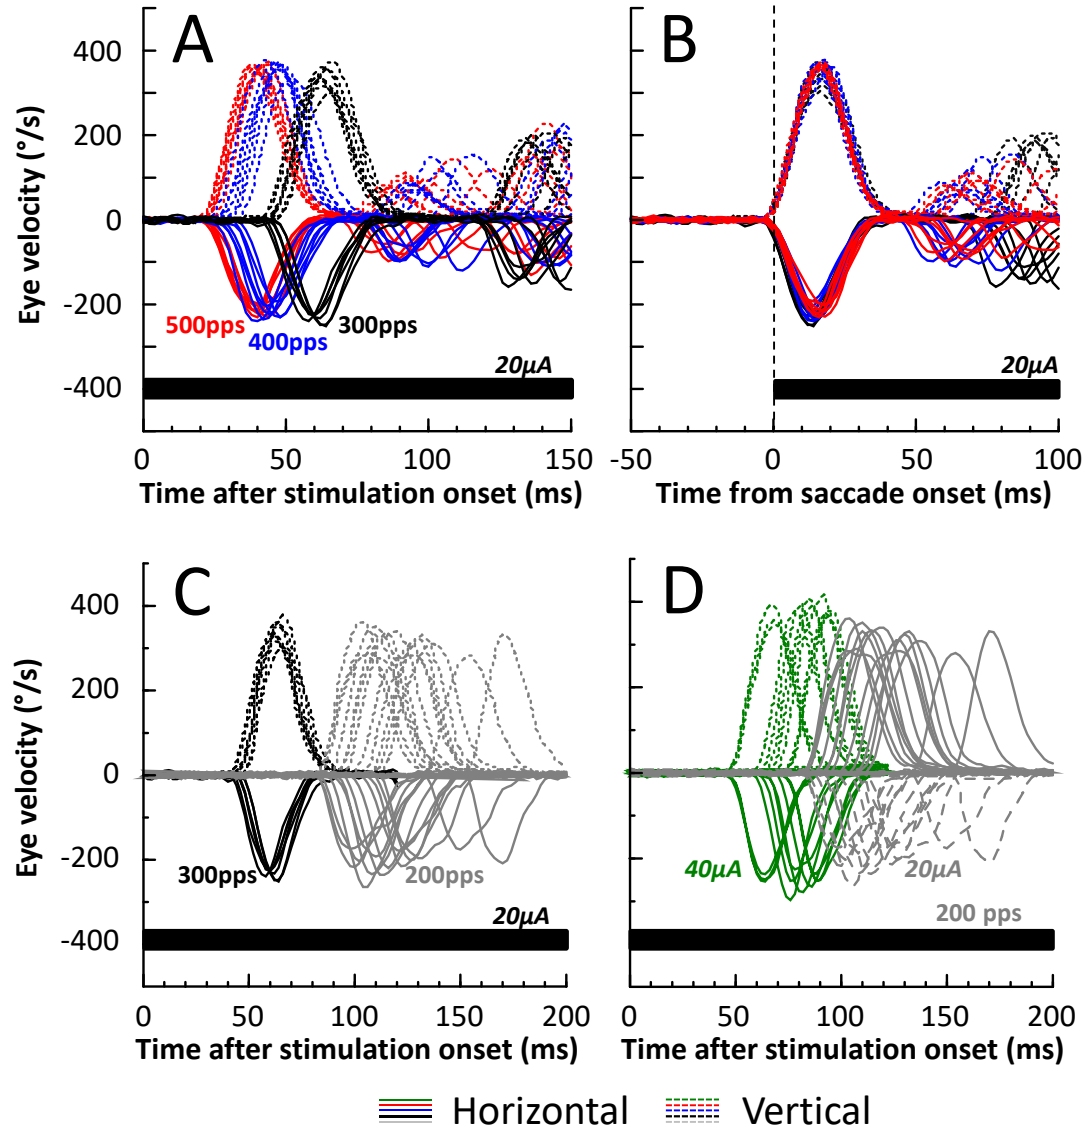 A
B
400
200
0
-200
-400
Eye velocity (°/s)
500pps
400pps
300pps
20µA
20µA
0
50
100
150
-50
0
50
100
Time after stimulation onset (ms)
Time from saccade onset (ms)
C
D
400
200
0
-200
-400
Eye velocity (°/s)
300pps
200pps
20µA
40µA
20µA
200 pps
0
50
100
150
200
0
50
100
150
200
Time after stimulation onset (ms)
Time after stimulation onset (ms)
Horizontal
Vertical